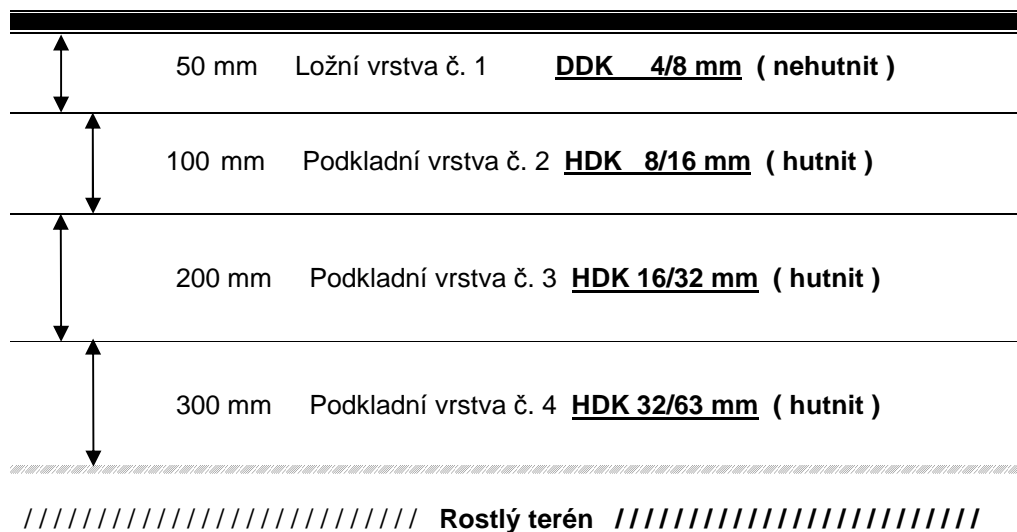 50 mm Ložní vrstva č. 1 DDK 4/8 mm ( nehutnit )
100 mm Podkladní vrstva č. 2 HDK 8/16 mm ( hutnit )
200 mm Podkladní vrstva č. 3 HDK 16/32 mm ( hutnit )
300 mm Podkladní vrstva č. 4 HDK 32/63 mm ( hutnit )
/ / / / / / / / / / / / / / / / / / / / / / / / / / / Rostlý terén / / / / / / / / / / / / / / / / / / / / / / / / /